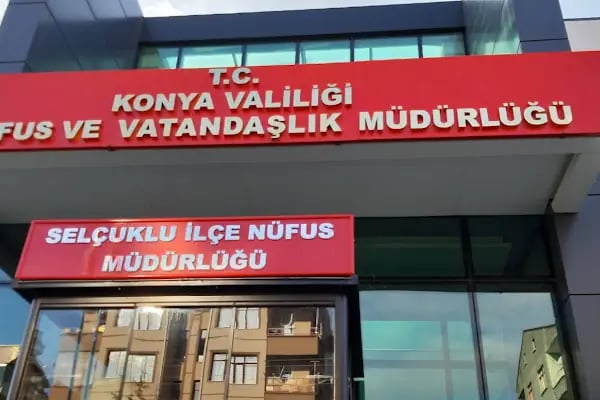 T.C.
KONYA VALİLİĞİ
FUS VE VATANDAŞLIK MÜDÜRLÜĞÜ
SELÇUKLU İLÇE NÜFUS
MÜDÜRLÜĞÜ